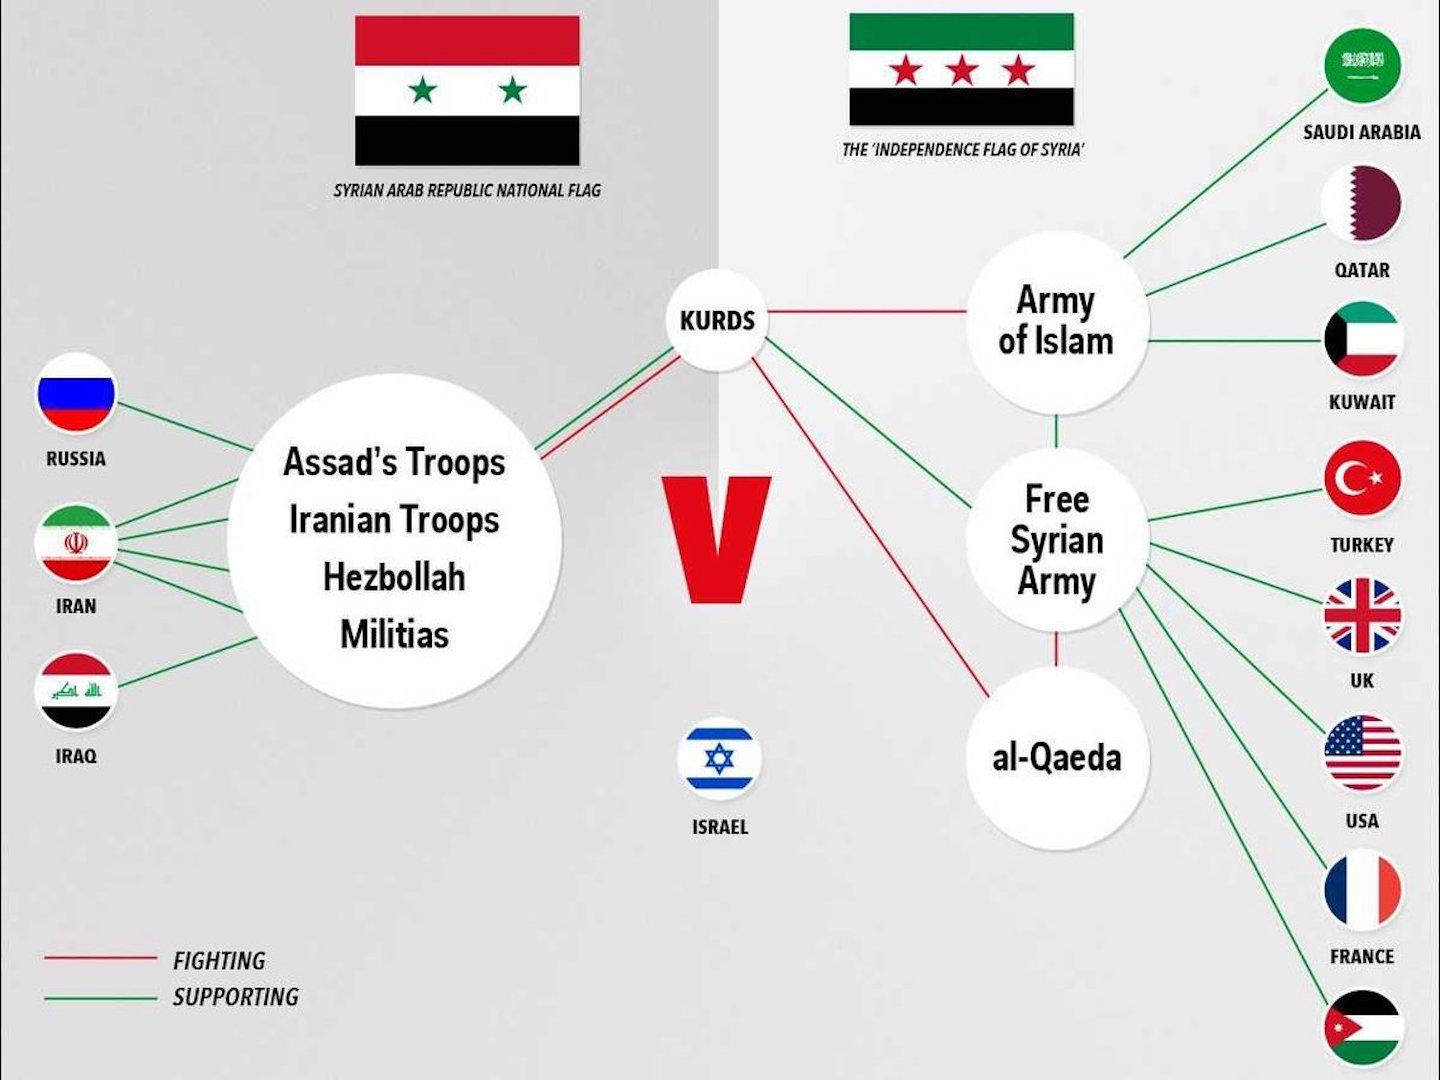 SYRIAN ARAB REPUBLIC NATIONAL FLAG
THE 'INDEPENDENCE FLAG OF SYRIA'
SAUDI ARABIA
QATAR
KURDS
Army
of Islam
KUWAIT
RUSSIA
Assad's Troops
Iranian Troops
Hezbollah
Militias
V
Free
Syrian
Army
TURKEY
IRAN
UK
الله اكبر
IRAQ
al-Qaeda
ISRAEL
USA
FRANCE
FIGHTING
SUPPORTING